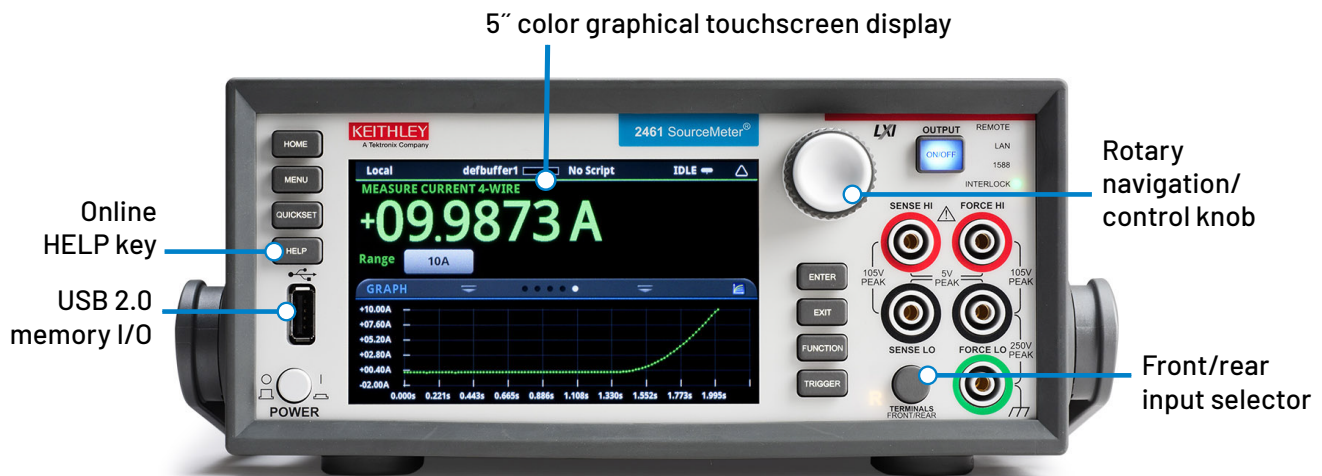 5″ color graphical touchscreen display
KEITHLEY
A Tektronix Company
2461 SourceMeter®
LXI
OUTPUT
ON/OFF
REMOTE
LAN
1588
INTERLOCK
HOME
MENU
QUICKSET
HELP
Online
HELP key
USB 2.0
memory I/O
POWER
Local defbuffer1 No Script IDLE
MEASURE CURRENT 4-WIRE
+09.9873 A
Range 10A
GRAPH
+10.00A
+07.60A
+05.20A
+02.80A
+00.40A
-02.00A
0.000s 0.221s 0.443s 0.665s 0.886s 1.108s 1.330s 1.552s 1.773s 1.995s
ENTER
EXIT
FUNCTION
TRIGGER
SENSE HI FORCE HI
105V
PEAK
5V
PEAK
105V
PEAK
SENSE LO FORCE LO
250V
PEAK
R
TERMINALS
FRONT/REAR
Rotary
navigation/
control knob
Front/rear
input selector